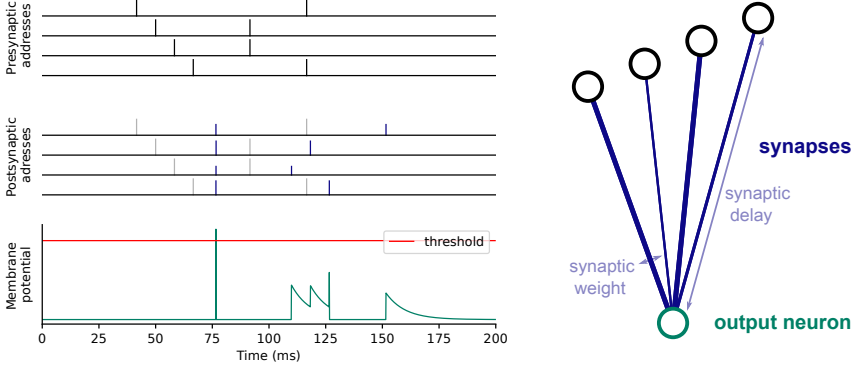 Presynaptic
addresses
Postsynaptic
adresses
Membrane
potential
threshold
0
25
50
75
100
125
150
175
200
Time (ms)
synapses
synaptic
delay
synaptic
weight
output neuron